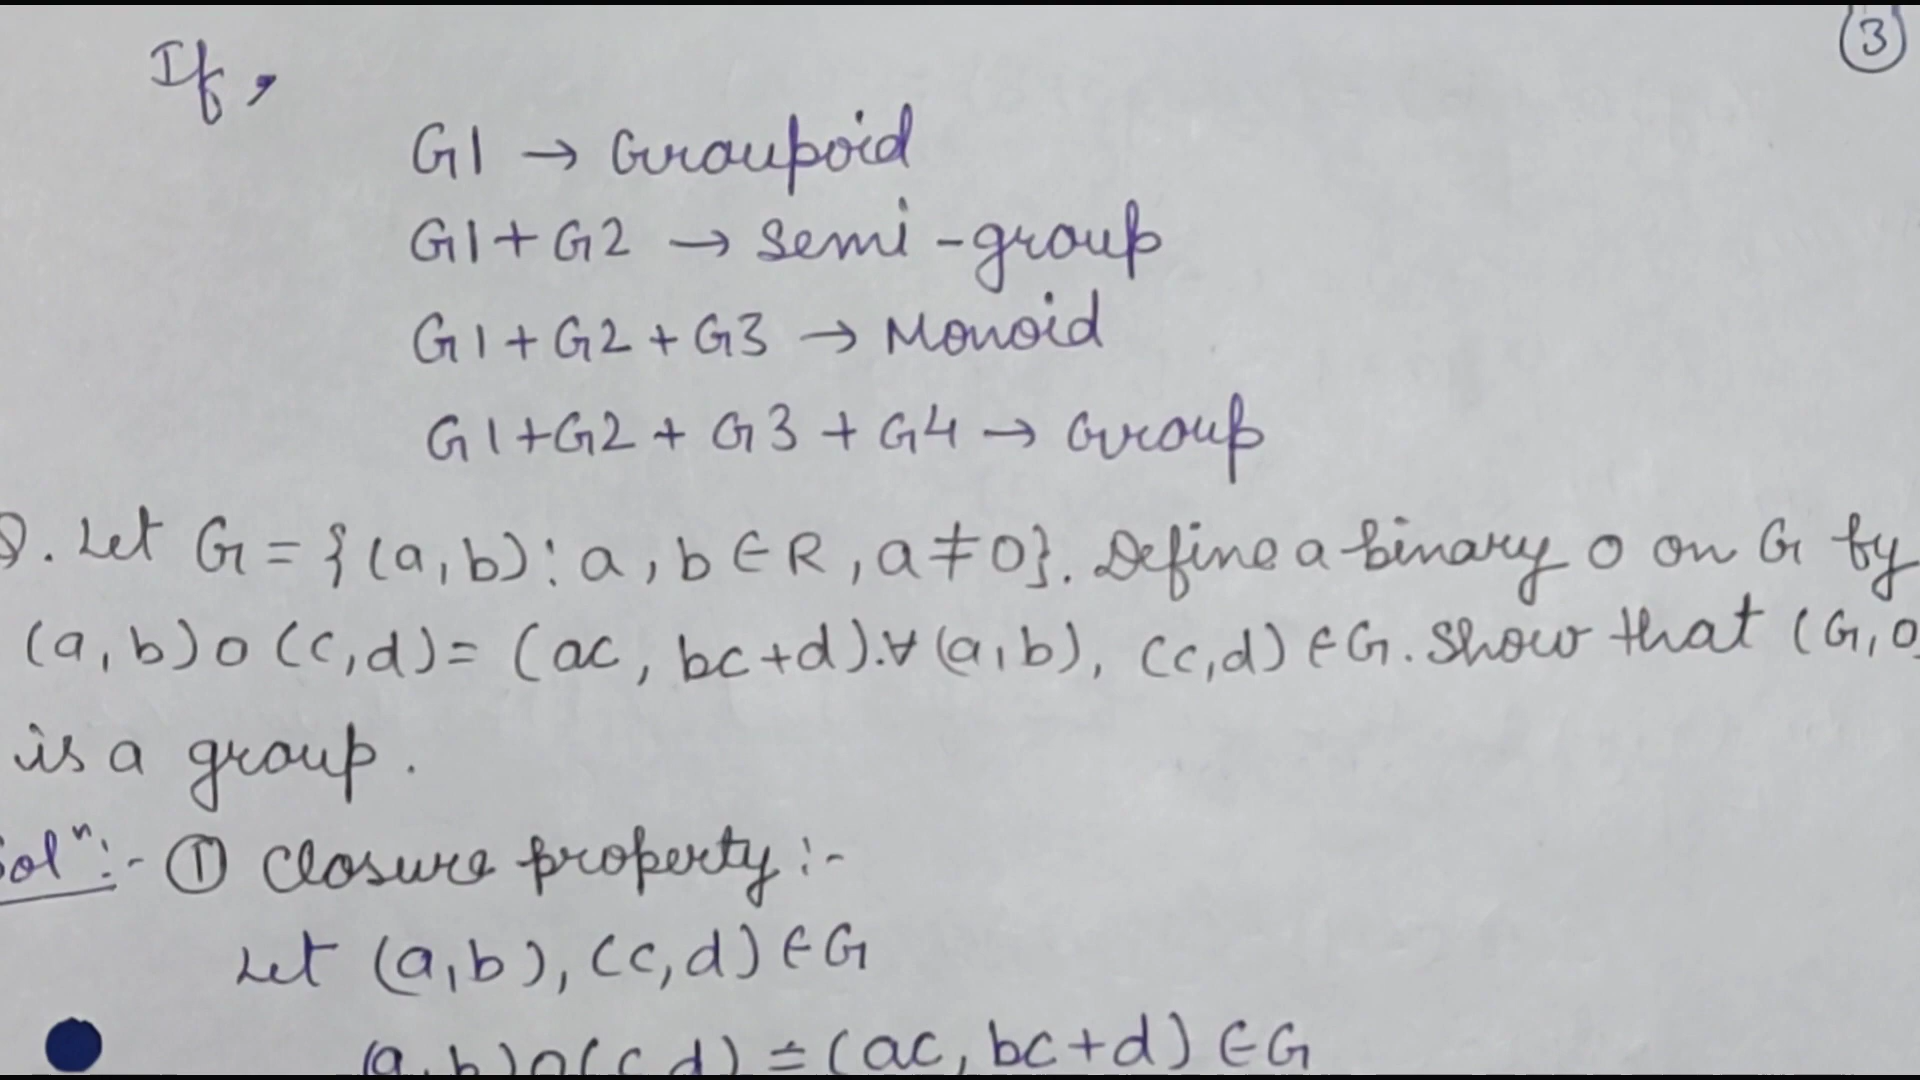 3
If,
G1 → Groupoid
G1 + G2 → Semi-group
G1 + G2 + G3 → Monoid
G1 + G2 + G3 + G4 → Group
Q. Let G = {(a,b): a, b ∈ R, a ≠ 0}. Define a binary o on G by
(a,b) o (c,d) = (ac, bc+d). ∀ (a,b), (c,d) ∈ G. Show that (G,o)
is a group.
Solⁿ:- ① Closure property:-
Let (a,b), (c,d) ∈ G
(a,b) o (c,d) = (ac, bc+d) ∈ G